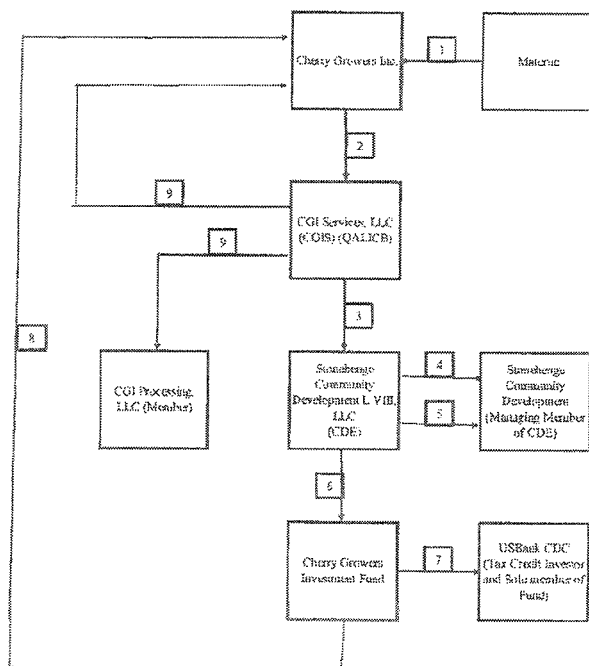 Cherry Growers Inc.
1
Materne
2
CGI Services, LLC
(CGIS) (QALICB)
9
9
3
8
CGI Processing,
LLC (Member)
Stonehenge
Community
Development L VIII,
LLC
(CDE)
4
5
Stonehenge
Community
Development
(Managing Member
of CDE)
6
Cherry Growers
Investment Fund
7
USBank CDC
(Tax Credit Investor
and Sole member of
Fund)